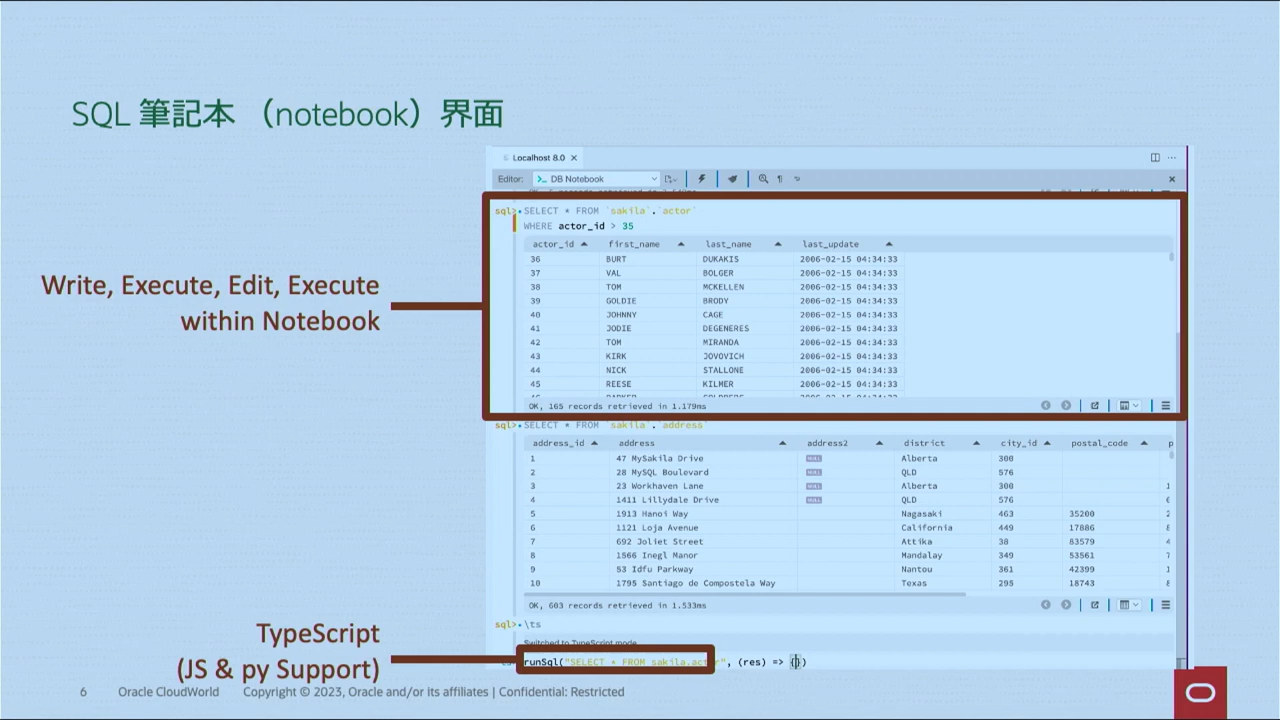 SQL 筆記本 （notebook）界面
Localhost 8.0 ×
Editor: DB Notebook
sql> SELECT * FROM `sakila`.`actor`
WHERE actor_id > 35
actor_id first_name last_name last_update
36 BURT DUKAKIS 2006-02-15 04:34:33
37 VAL BOLGER 2006-02-15 04:34:33
38 TOM MCKELLEN 2006-02-15 04:34:33
39 GOLDIE BRODY 2006-02-15 04:34:33
40 JOHNNY CAGE 2006-02-15 04:34:33
41 JODIE DEGENERES 2006-02-15 04:34:33
42 TOM MIRANDA 2006-02-15 04:34:33
43 KIRK JOVOVICH 2006-02-15 04:34:33
44 NICK STALLONE 2006-02-15 04:34:33
45 REESE KILMER 2006-02-15 04:34:33
OK, 165 records retrieved in 1.179ms
Write, Execute, Edit, Execute
within Notebook
sql> SELECT * FROM `sakila`.`address`
address_id address address2 district city_id postal_code p
1 47 MySakila Drive NULL Alberta 300
2 28 MySQL Boulevard NULL QLD 576
3 23 Workhaven Lane NULL Alberta 300 1
4 1411 Lillydale Drive NULL QLD 576
5 1913 Hanoi Way Nagasaki 463 35200 2
6 1121 Loja Avenue California 449 17886
7 692 Joliet Street Attika 38 83579
8 1566 Inegl Manor Mandalay 349 53561
9 53 Idfu Parkway Nantou 361 42399
10 1795 Santiago de Compostela Way Texas 295 18743
OK, 603 records retrieved in 1.533ms
sql> \ts
Switched to TypeScript mode
runSql("SELECT * FROM sakila.actor", (res) => {})
TypeScript
(JS & py Support)
6 Oracle CloudWorld Copyright © 2023, Oracle and/or its affiliates | Confidential: Restricted